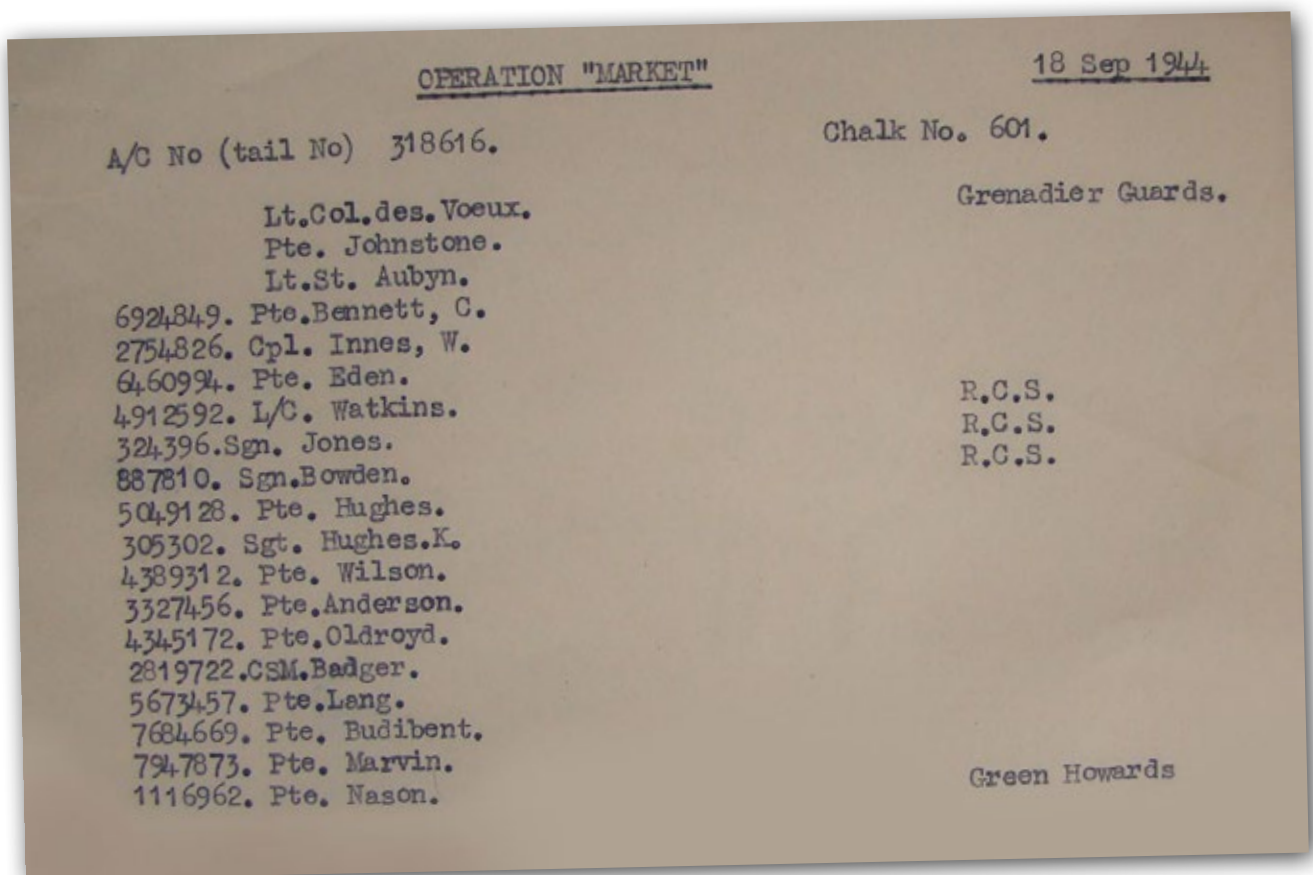 OPERATION "MARKET" 18 Sep 1944
A/C No (tail No) 318616. Chalk No. 601.
Lt.Col.des.Voeux. Grenadier Guards.
Pte. Johnstone.
Lt.St. Aubyn.
6924849. Pte.Bennett, C.
2754826. Cpl. Innes, W.
6460994. Pte. Eden.
4912592. L/C. Watkins. R.C.S.
324396.Sgn. Jones. R.C.S.
887810. Sgn.Bowden. R.C.S.
5049128. Pte. Hughes.
305302. Sgt. Hughes.K.
4389312. Pte. Wilson.
3327456. Pte.Anderson.
4345172. Pte.Oldroyd.
2819722.CSM.Badger.
5673457. Pte.Lang.
7684669. Pte. Budibent.
7947873. Pte. Marvin.
1116962. Pte. Nason. Green Howards